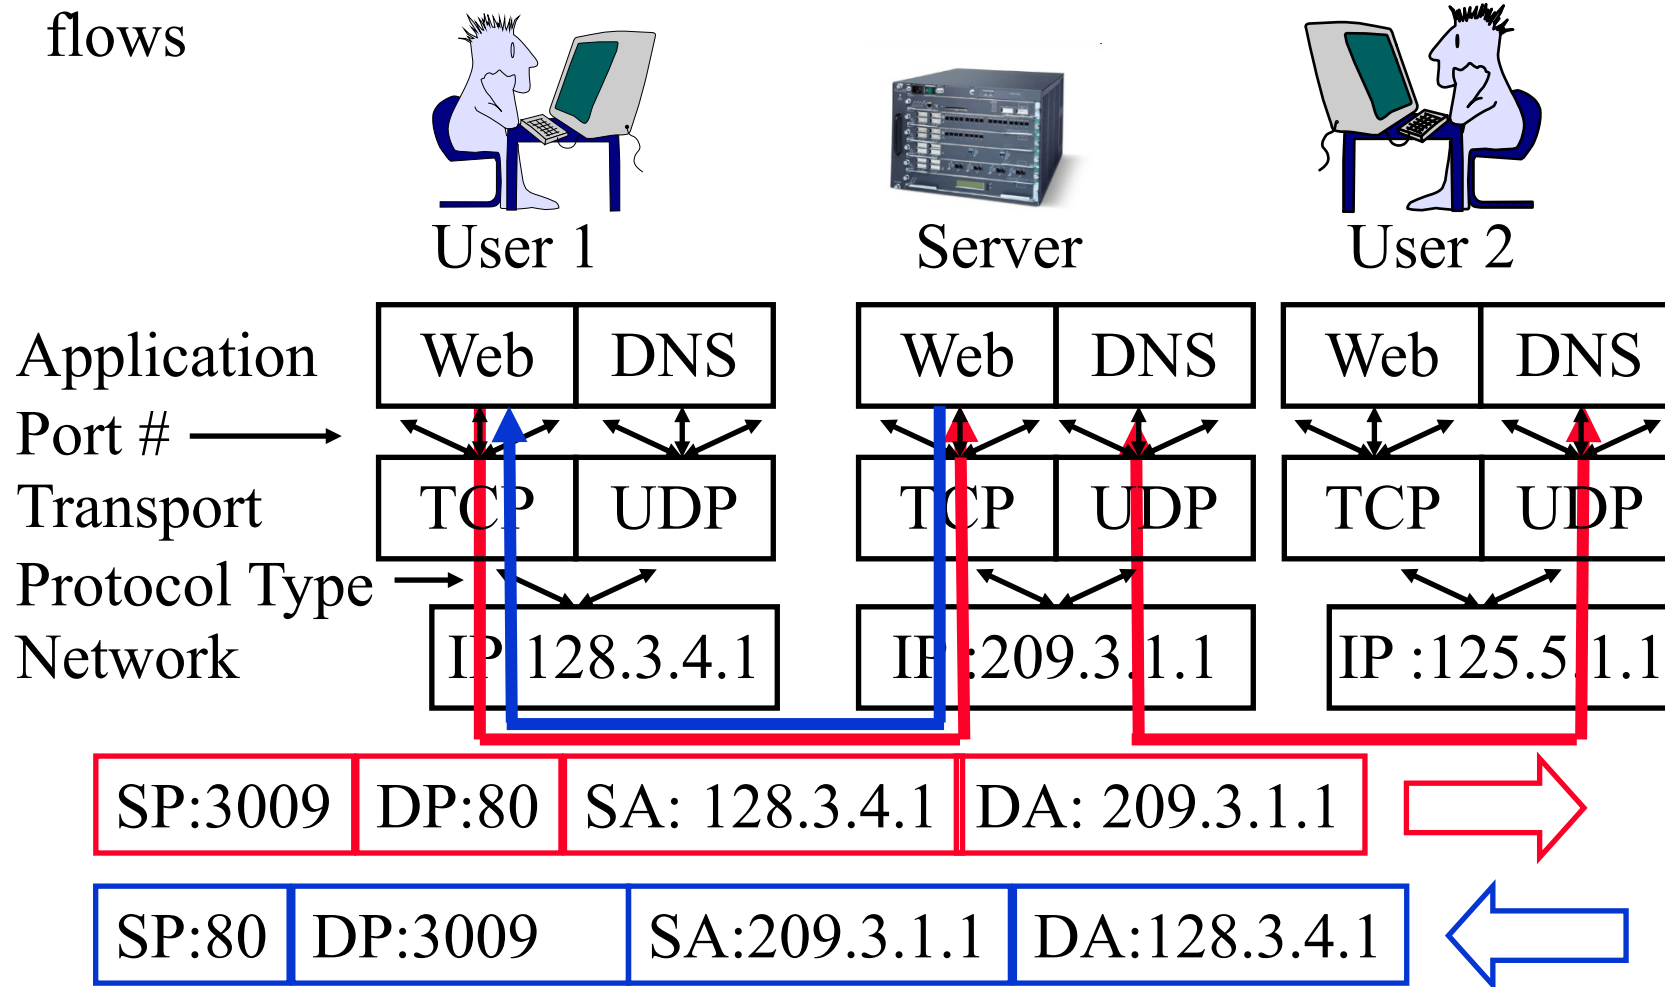 flows
User 1 Server User 2
Application Web DNS Web DNS Web DNS
Port #
Transport TCP UDP TCP UDP TCP UDP
Protocol Type
Network IP 128.3.4.1 IP :209.3.1.1 IP :125.5.1.1
SP:3009 DP:80 SA: 128.3.4.1 DA: 209.3.1.1
SP:80 DP:3009 SA:209.3.1.1 DA:128.3.4.1